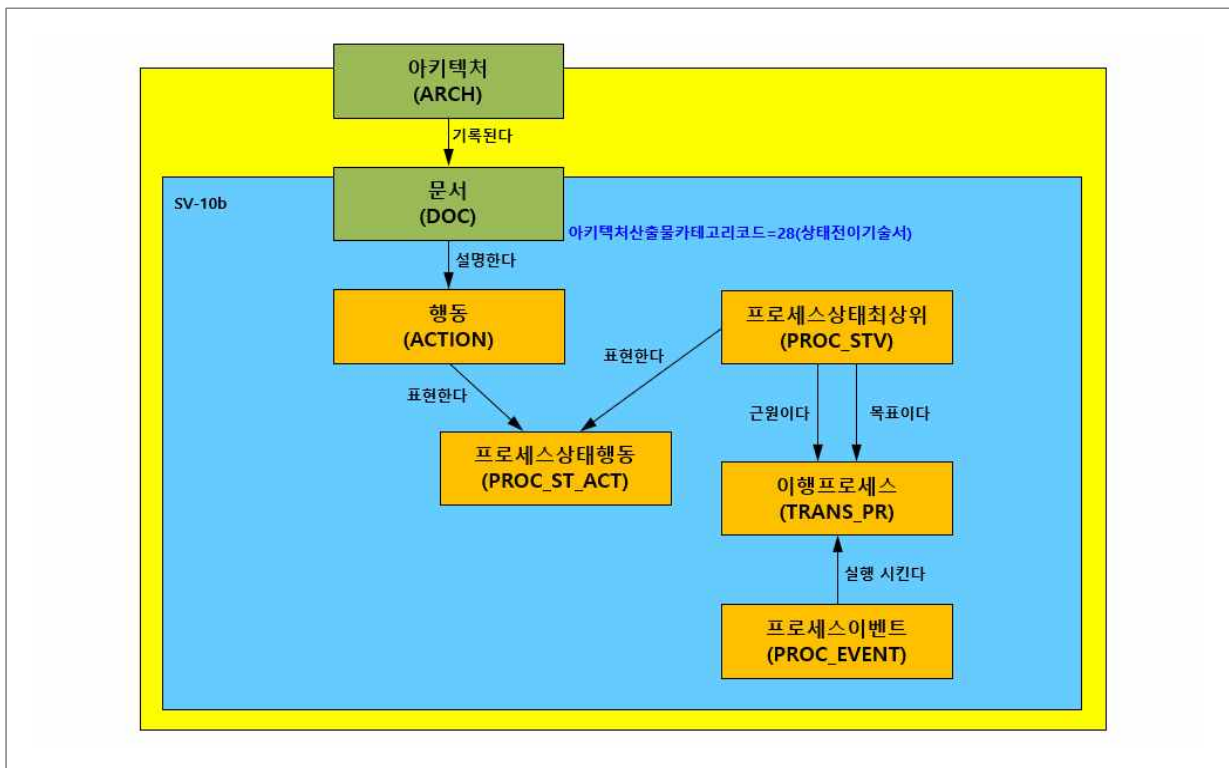 아키텍처
(ARCH)
기록된다
문서
(DOC)
SV-10b
아키텍처산출물카테고리코드=28(상태전이기술서)
설명한다
행동
(ACTION)
프로세스상태최상위
(PROC_STV)
표현한다
표현한다
근원이다
목표이다
프로세스상태행동
(PROC_ST_ACT)
이행프로세스
(TRANS_PR)
실행 시킨다
프로세스이벤트
(PROC_EVENT)